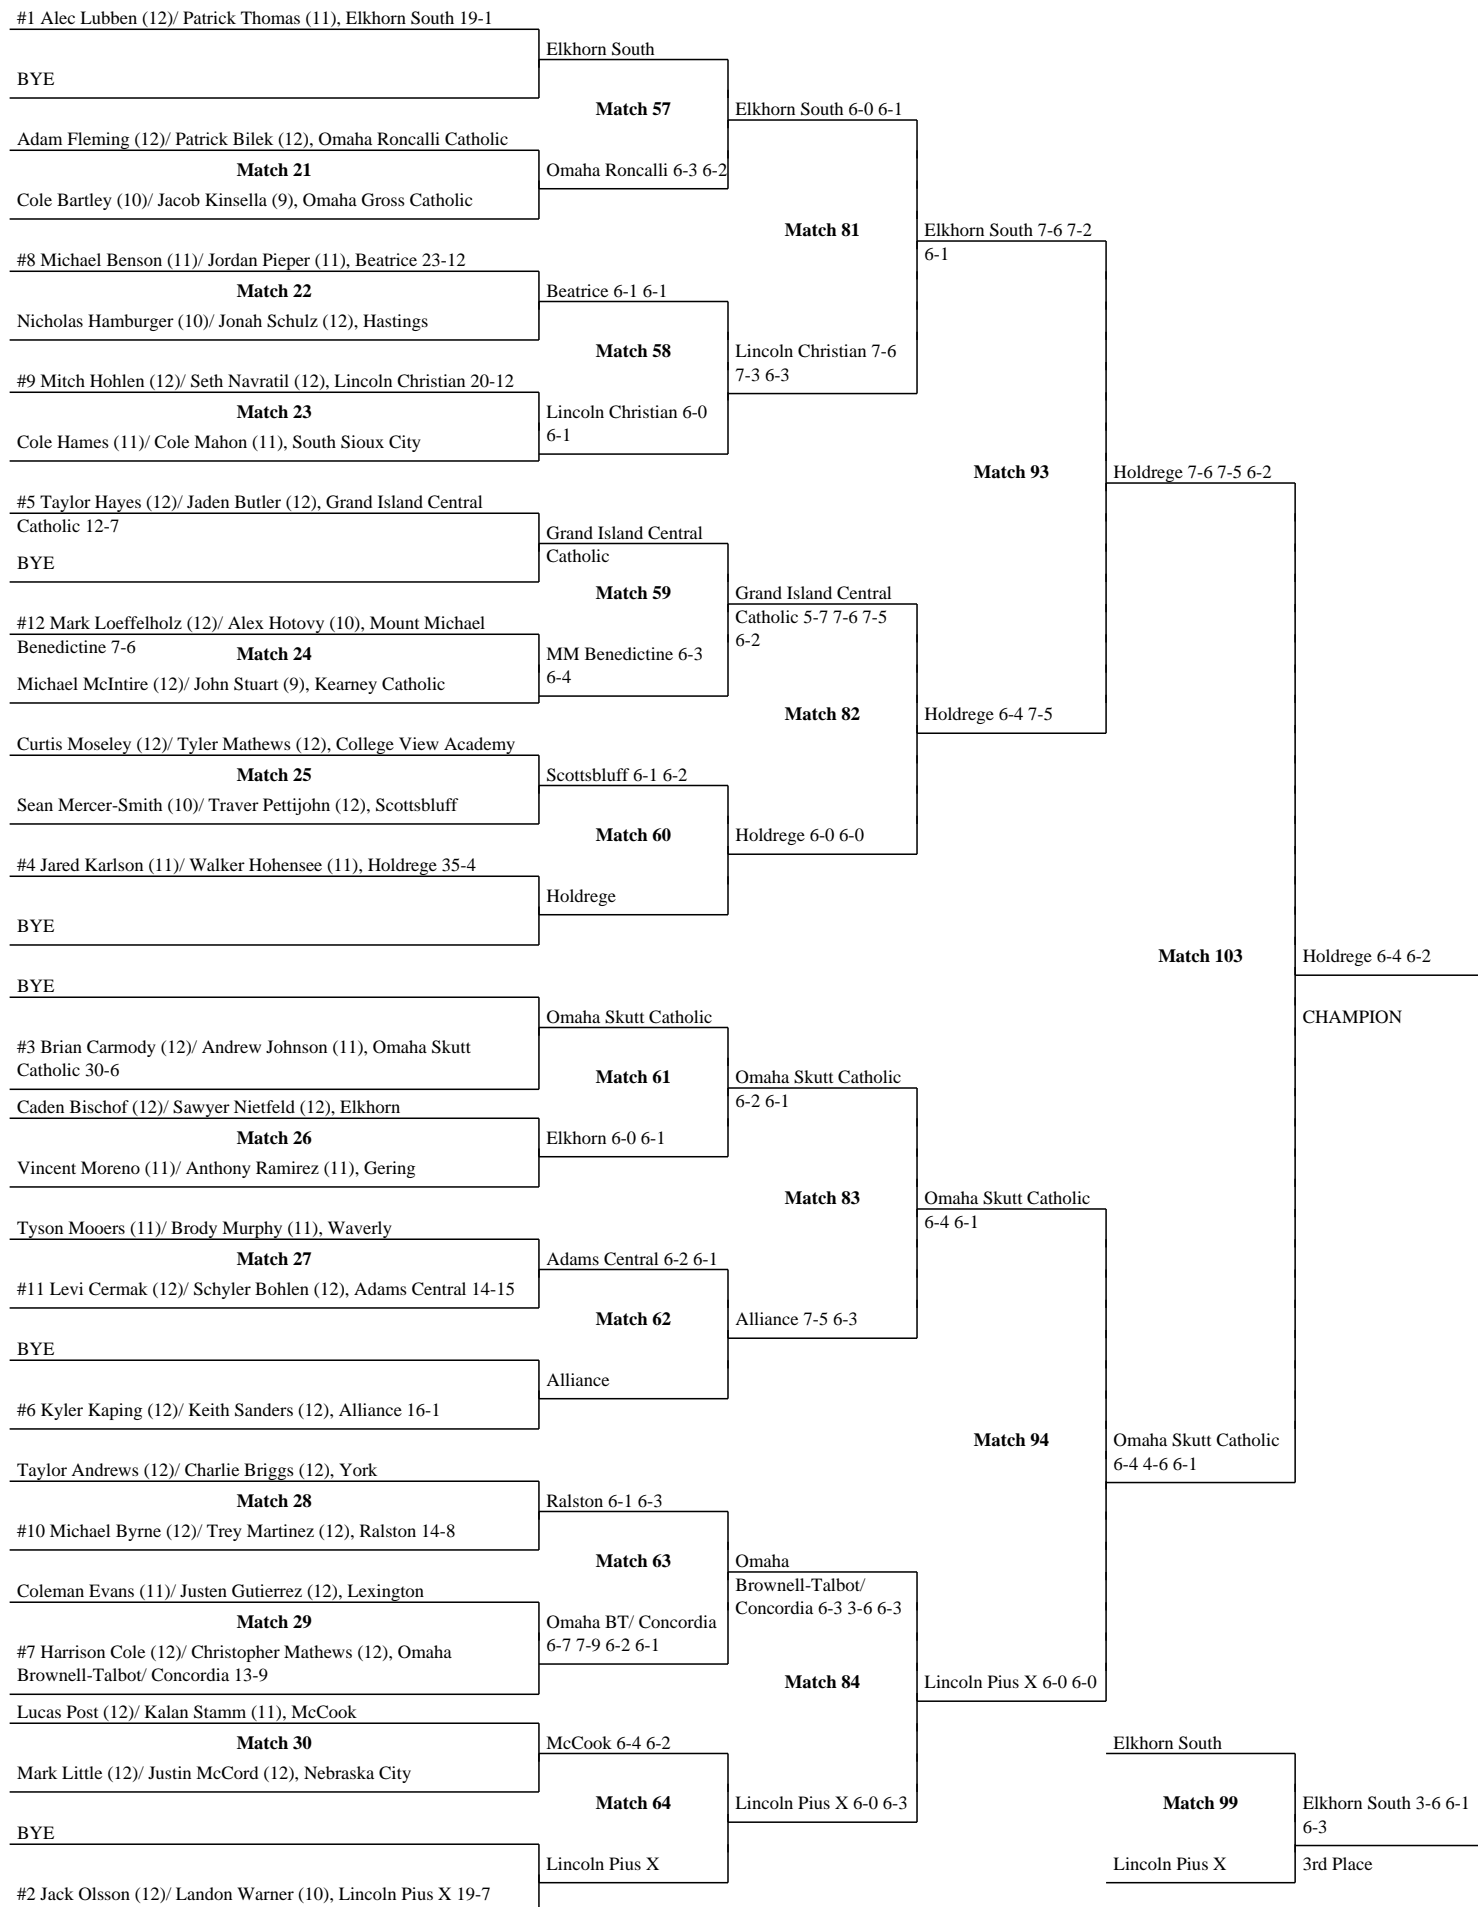 #1 Alec Lubben (12)/ Patrick Thomas (11), Elkhorn South 19-1
Elkhorn South
BYE
Match 57
Elkhorn South 6-0 6-1
Adam Fleming (12)/ Patrick Bilek (12), Omaha Roncalli Catholic
Match 21
Omaha Roncalli 6-3 6-2
Cole Bartley (10)/ Jacob Kinsella (9), Omaha Gross Catholic
Match 81
Elkhorn South 7-6 7-2
6-1
#8 Michael Benson (11)/ Jordan Pieper (11), Beatrice 23-12
Match 22
Beatrice 6-1 6-1
Nicholas Hamburger (10)/ Jonah Schulz (12), Hastings
Match 58
Lincoln Christian 7-6
7-3 6-3
#9 Mitch Hohlen (12)/ Seth Navratil (12), Lincoln Christian 20-12
Match 23
Lincoln Christian 6-0
6-1
Cole Hames (11)/ Cole Mahon (11), South Sioux City
Match 93
Holdrege 7-6 7-5 6-2
#5 Taylor Hayes (12)/ Jaden Butler (12), Grand Island Central
Catholic 12-7
Grand Island Central
Catholic
BYE
Match 59
Grand Island Central
Catholic 5-7 7-6 7-5
6-2
#12 Mark Loeffelholz (12)/ Alex Hotovy (10), Mount Michael
Benedictine 7-6
Match 24
MM Benedictine 6-3
6-4
Michael McIntire (12)/ John Stuart (9), Kearney Catholic
Match 82
Holdrege 6-4 7-5
Curtis Moseley (12)/ Tyler Mathews (12), College View Academy
Match 25
Scottsbluff 6-1 6-2
Sean Mercer-Smith (10)/ Traver Pettijohn (12), Scottsbluff
Match 60
Holdrege 6-0 6-0
#4 Jared Karlson (11)/ Walker Hohensee (11), Holdrege 35-4
Holdrege
BYE
Match 103
Holdrege 6-4 6-2
CHAMPION
BYE
Omaha Skutt Catholic
#3 Brian Carmody (12)/ Andrew Johnson (11), Omaha Skutt
Catholic 30-6
Match 61
Omaha Skutt Catholic
6-2 6-1
Caden Bischof (12)/ Sawyer Nietfeld (12), Elkhorn
Match 26
Elkhorn 6-0 6-1
Vincent Moreno (11)/ Anthony Ramirez (11), Gering
Match 83
Omaha Skutt Catholic
6-4 6-1
Tyson Mooers (11)/ Brody Murphy (11), Waverly
Match 27
Adams Central 6-2 6-1
#11 Levi Cermak (12)/ Schyler Bohlen (12), Adams Central 14-15
Match 62
Alliance 7-5 6-3
BYE
Alliance
#6 Kyler Kaping (12)/ Keith Sanders (12), Alliance 16-1
Match 94
Omaha Skutt Catholic
6-4 4-6 6-1
Taylor Andrews (12)/ Charlie Briggs (12), York
Match 28
Ralston 6-1 6-3
#10 Michael Byrne (12)/ Trey Martinez (12), Ralston 14-8
Match 63
Omaha
Brownell-Talbot/
Concordia 6-3 3-6 6-3
Coleman Evans (11)/ Justen Gutierrez (12), Lexington
Match 29
Omaha BT/ Concordia
6-7 7-9 6-2 6-1
#7 Harrison Cole (12)/ Christopher Mathews (12), Omaha
Brownell-Talbot/ Concordia 13-9
Match 84
Lincoln Pius X 6-0 6-0
Lucas Post (12)/ Kalan Stamm (11), McCook
Match 30
McCook 6-4 6-2
Mark Little (12)/ Justin McCord (12), Nebraska City
Match 64
Lincoln Pius X 6-0 6-3
BYE
Lincoln Pius X
#2 Jack Olsson (12)/ Landon Warner (10), Lincoln Pius X 19-7
Elkhorn South
Match 99
Elkhorn South 3-6 6-1
6-3
Lincoln Pius X
3rd Place